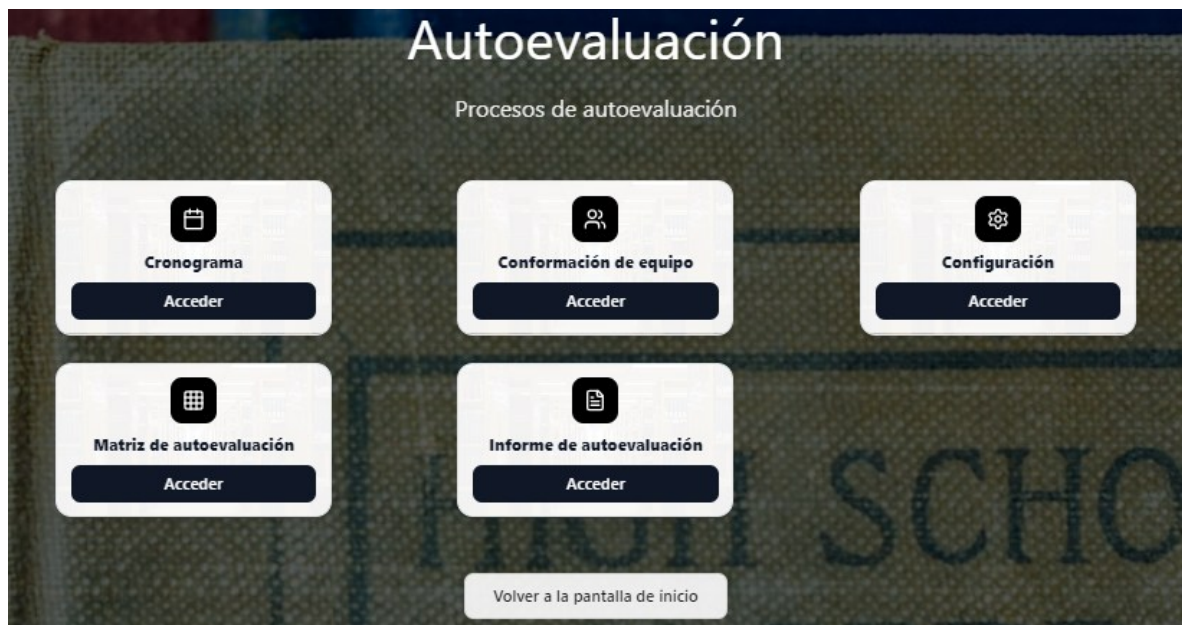 Autoevaluación
Procesos de autoevaluación
Cronograma
Acceder
Conformación de equipo
Acceder
Configuración
Acceder
Matriz de autoevaluación
Acceder
Informe de autoevaluación
Acceder
HIGH SCHO
Volver a la pantalla de inicio